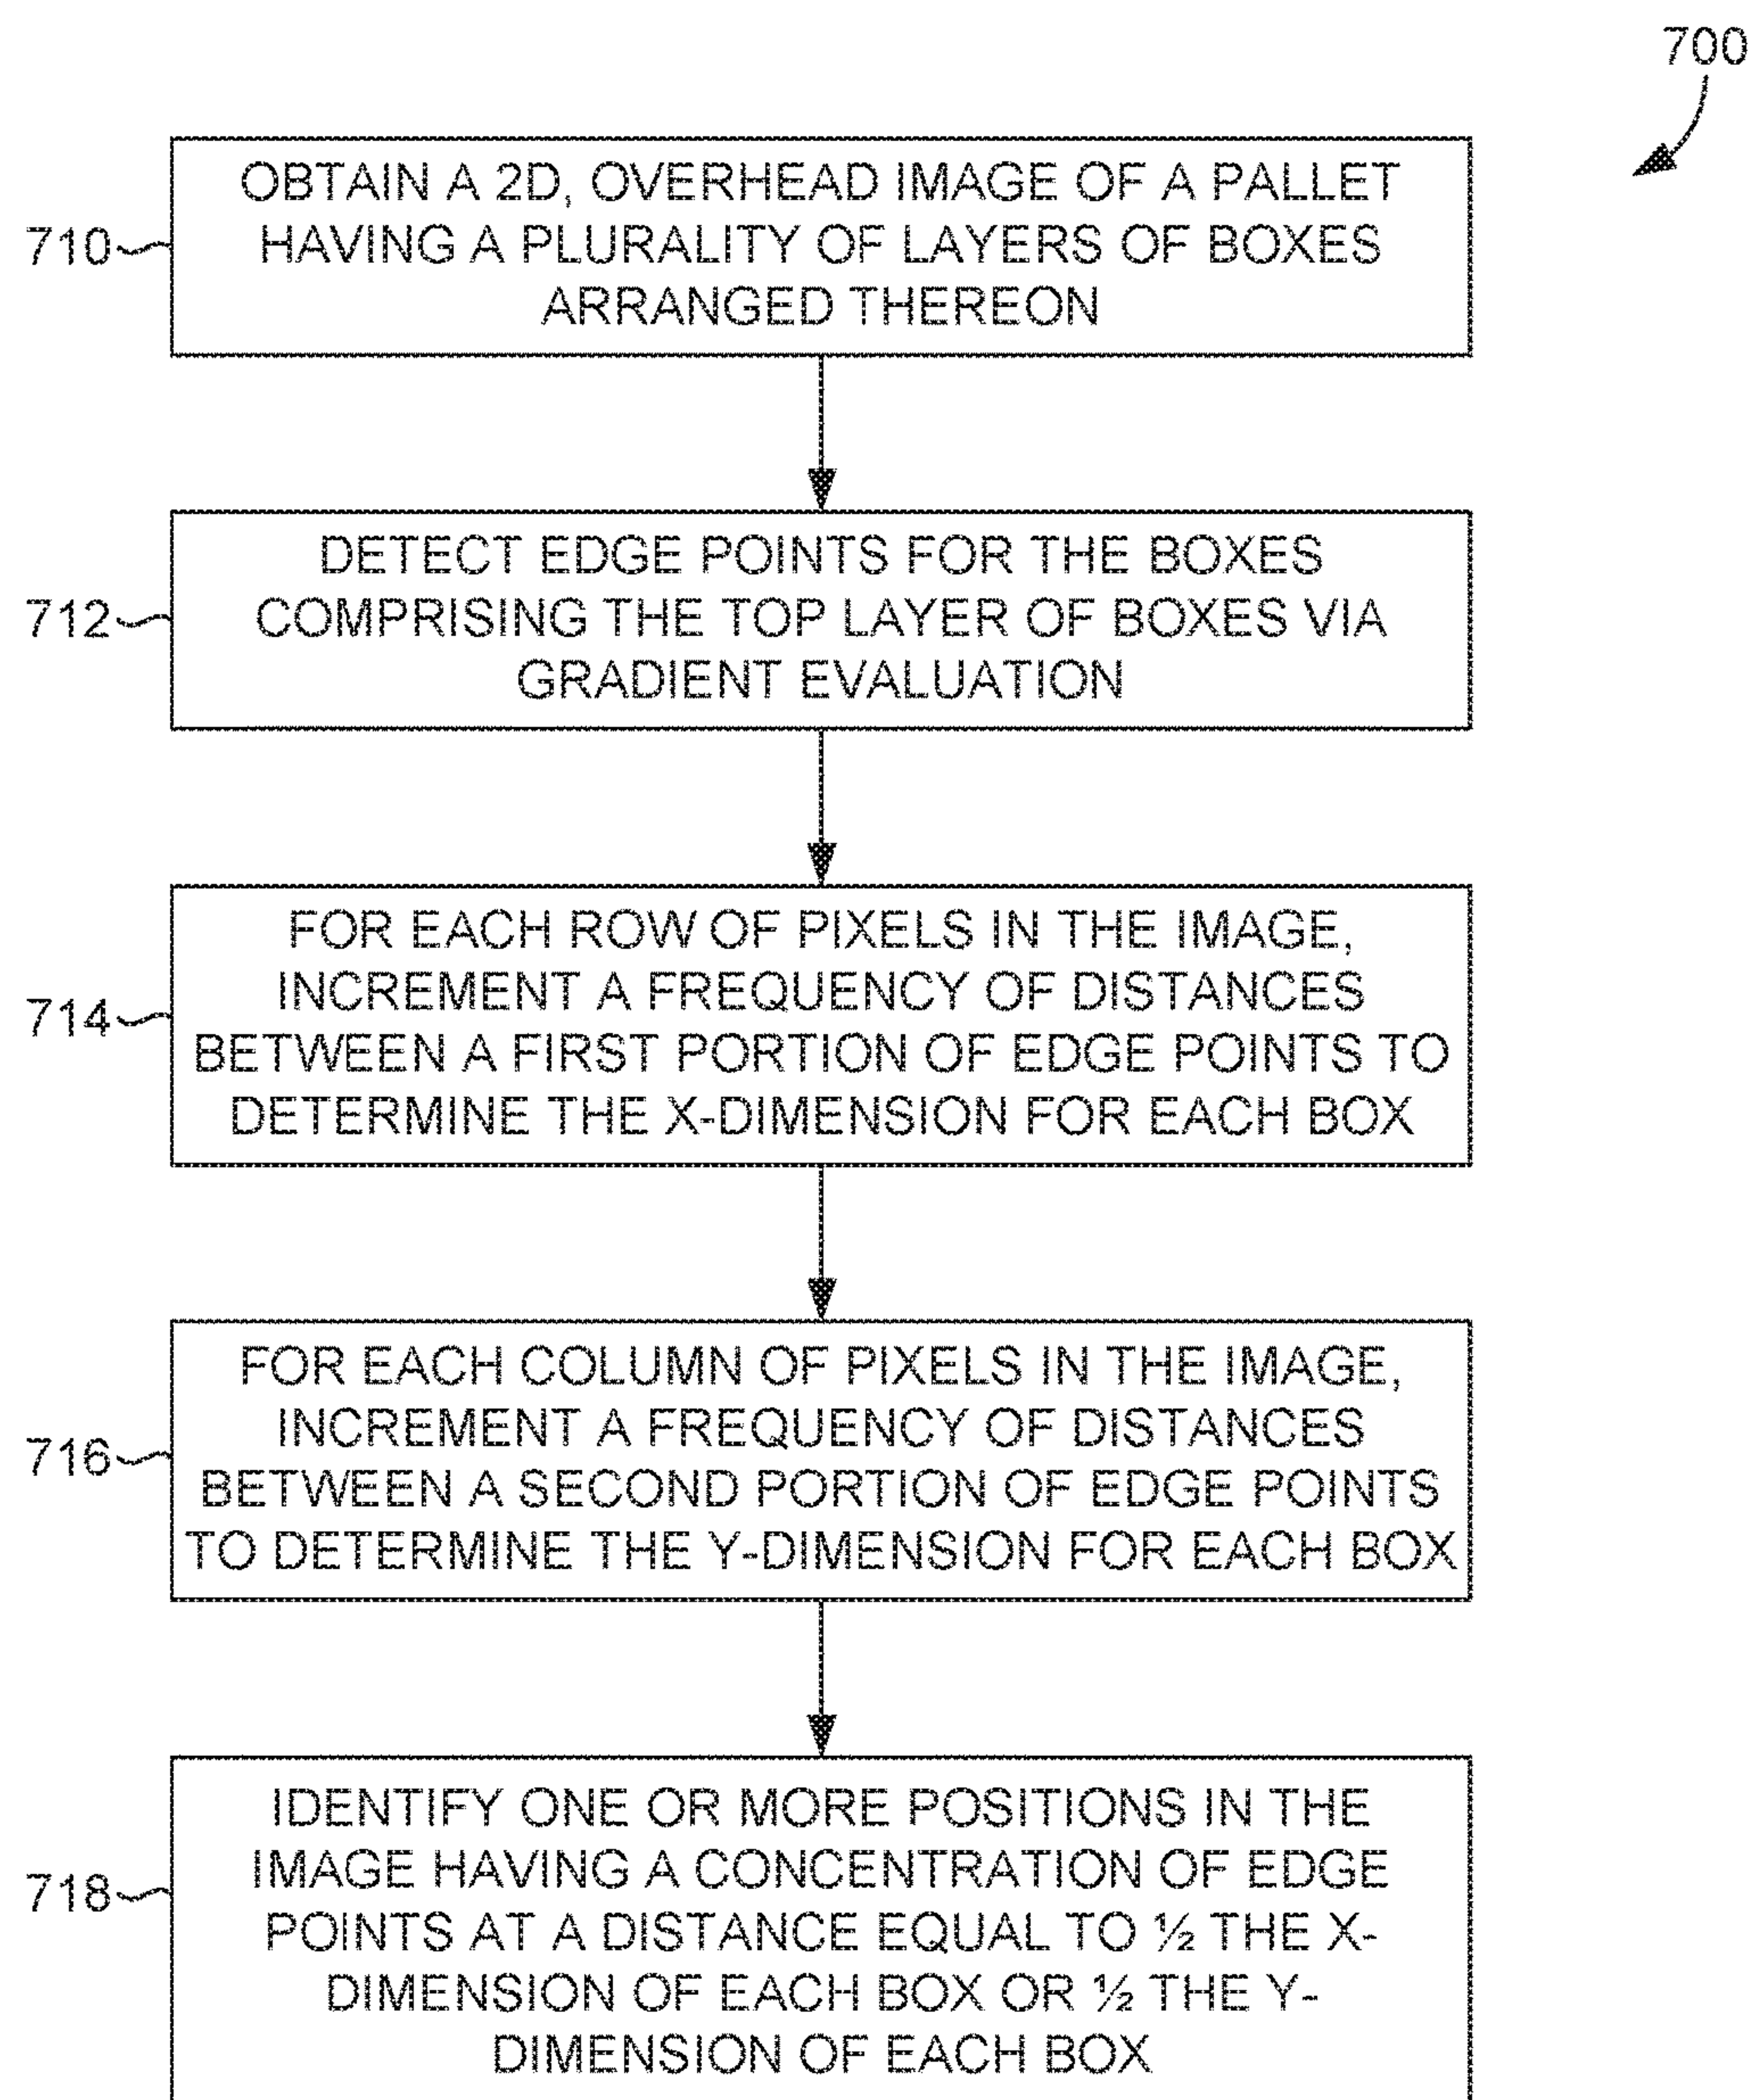 700
710
OBTAIN A 2D, OVERHEAD IMAGE OF A PALLET
HAVING A PLURALITY OF LAYERS OF BOXES
ARRANGED THEREON
712
DETECT EDGE POINTS FOR THE BOXES
COMPRISING THE TOP LAYER OF BOXES VIA
GRADIENT EVALUATION
714
FOR EACH ROW OF PIXELS IN THE IMAGE,
INCREMENT A FREQUENCY OF DISTANCES
BETWEEN A FIRST PORTION OF EDGE POINTS TO
DETERMINE THE X-DIMENSION FOR EACH BOX
716
FOR EACH COLUMN OF PIXELS IN THE IMAGE,
INCREMENT A FREQUENCY OF DISTANCES
BETWEEN A SECOND PORTION OF EDGE POINTS
TO DETERMINE THE Y-DIMENSION FOR EACH BOX
718
IDENTIFY ONE OR MORE POSITIONS IN THE
IMAGE HAVING A CONCENTRATION OF EDGE
POINTS AT A DISTANCE EQUAL TO ½ THE X-
DIMENSION OF EACH BOX OR ½ THE Y-
DIMENSION OF EACH BOX